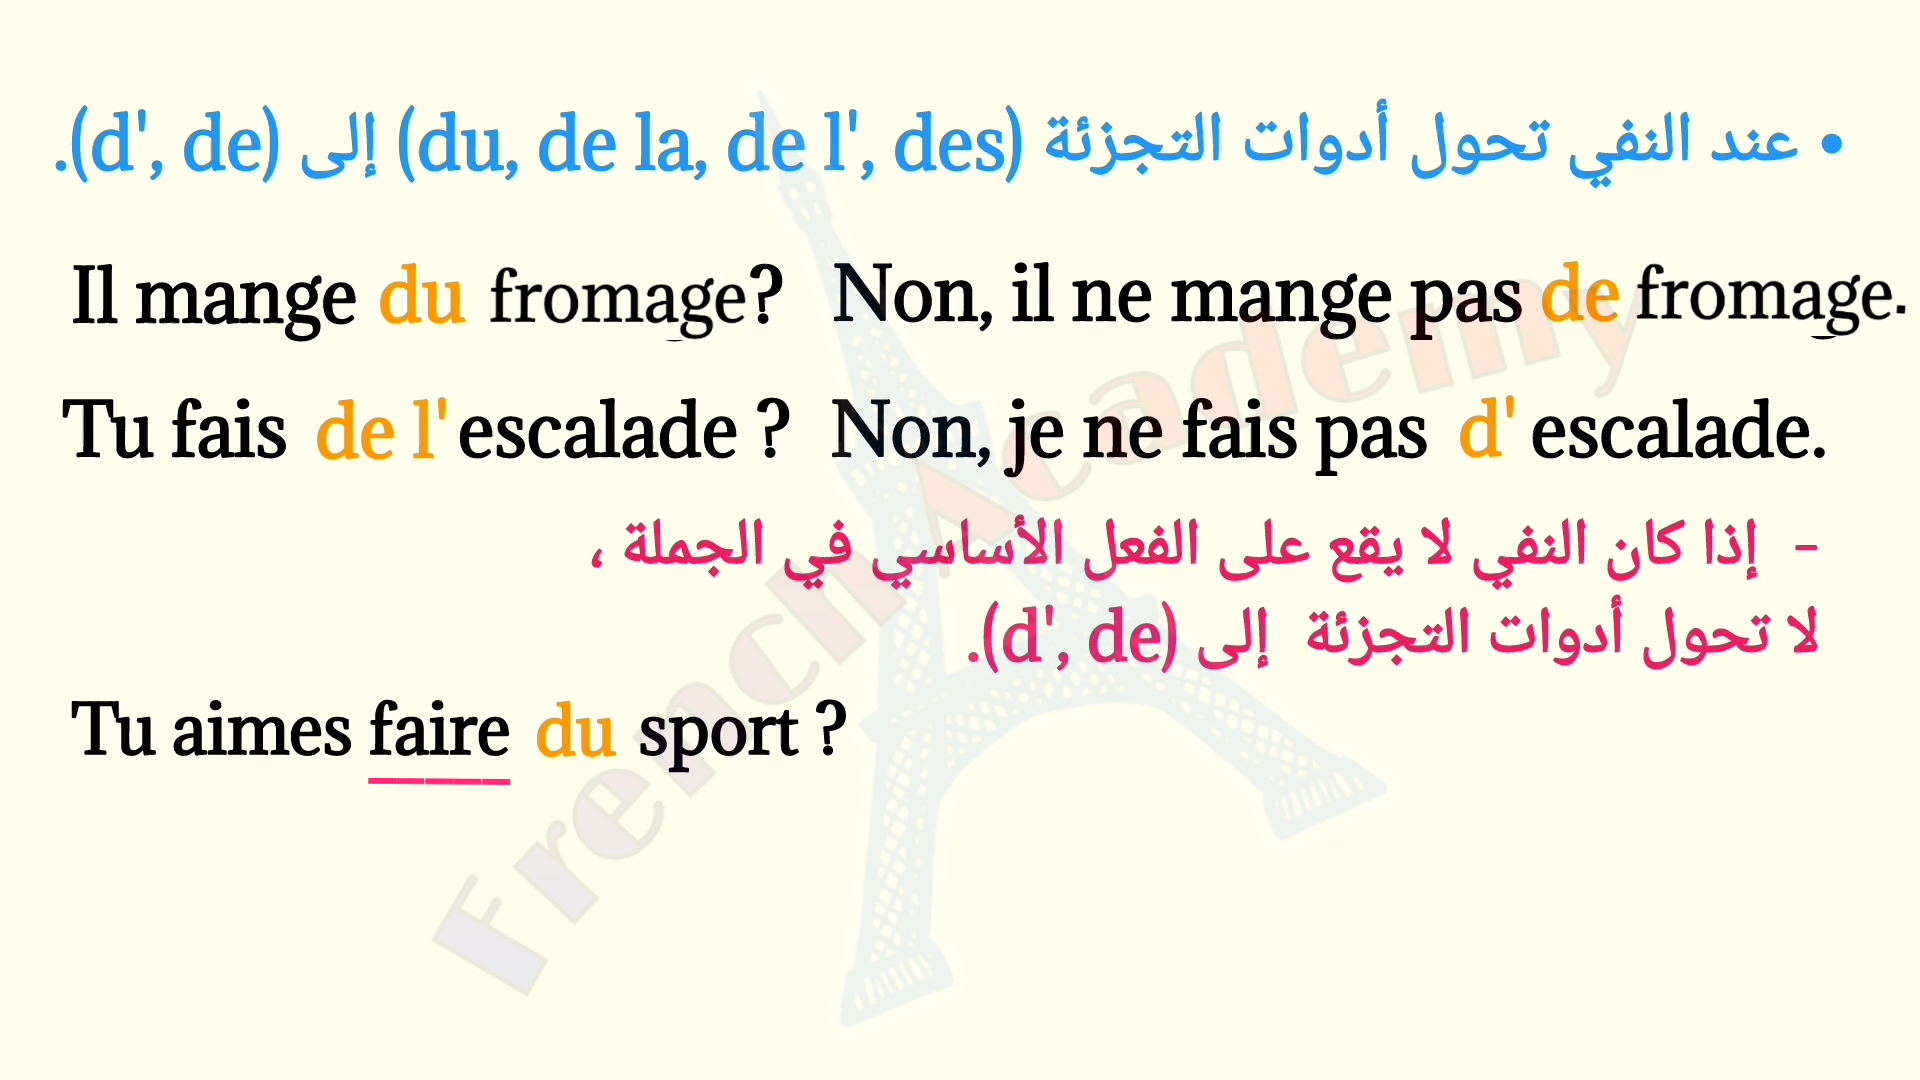 • عند النفي تحول أدوات التجزئة (du, de la, de l', des) إلى (d', de).
Il mange du fromage? Non, il ne mange pas de fromage.
Tu fais de l' escalade ? Non, je ne fais pas d' escalade.
- إذا كان النفي لا يقع على الفعل الأساسي في الجملة ،
لا تحول أدوات التجزئة إلى (d', de).
Tu aimes faire du sport ?
French Academy